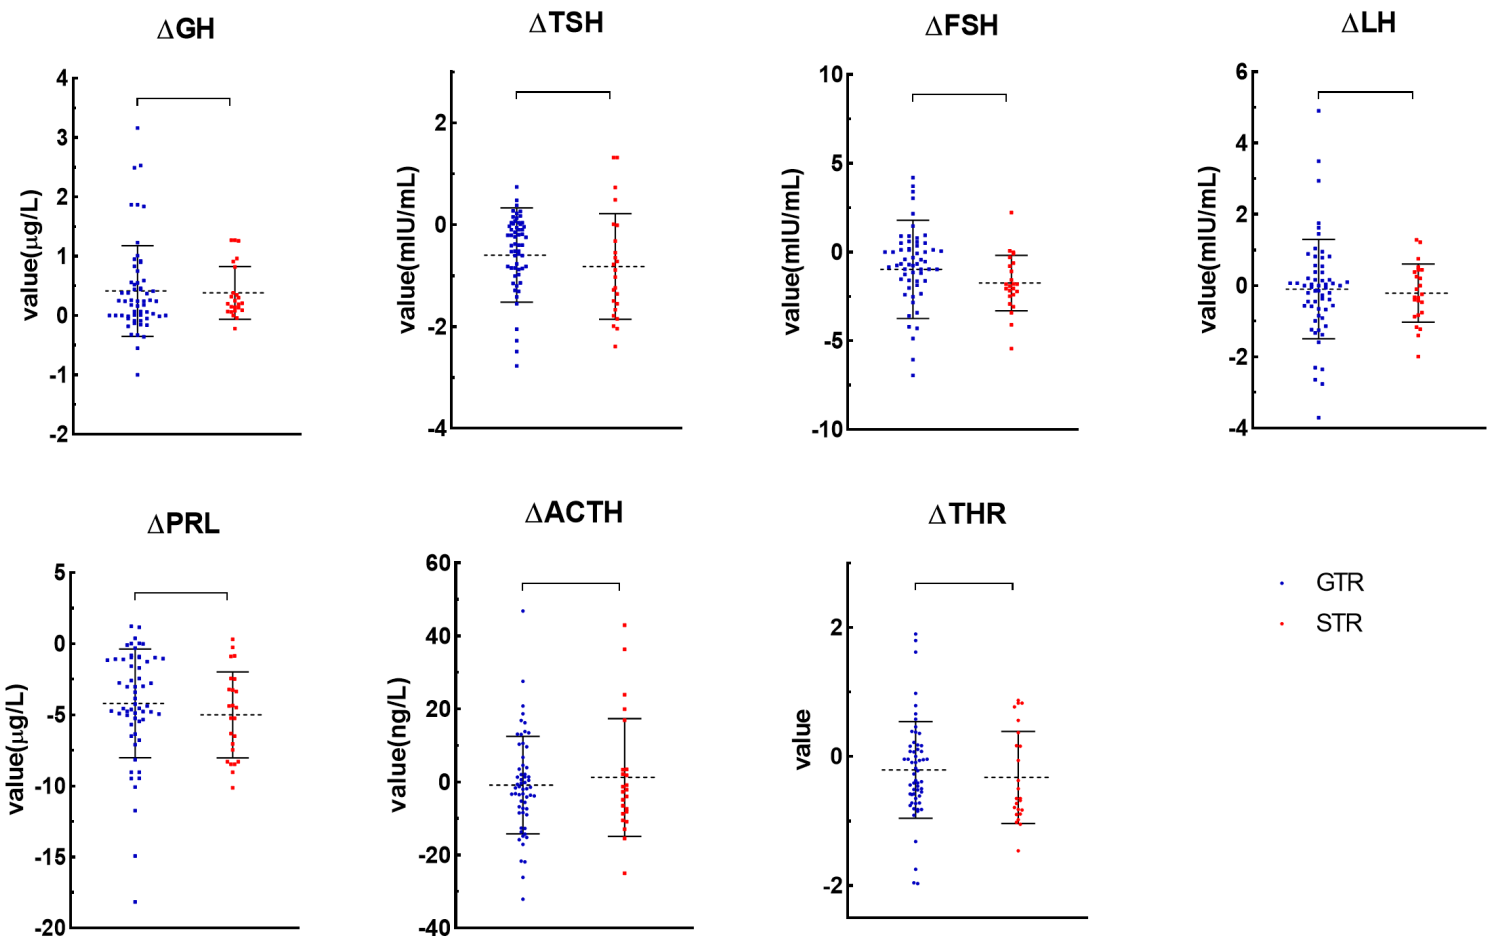 ΔGH
value(μg/L)
4
3
2
1
0
-1
-2
ΔTSH
value(mIU/mL)
2
0
-2
-4
ΔFSH
value(mIU/mL)
10
5
0
-5
-10
ΔLH
value(mIU/mL)
6
4
2
0
-2
-4
ΔPRL
value(μg/L)
5
0
-5
-10
-15
-20
ΔACTH
value(ng/L)
60
40
20
0
-20
-40
ΔTHR
value
2
0
-2
GTR
STR